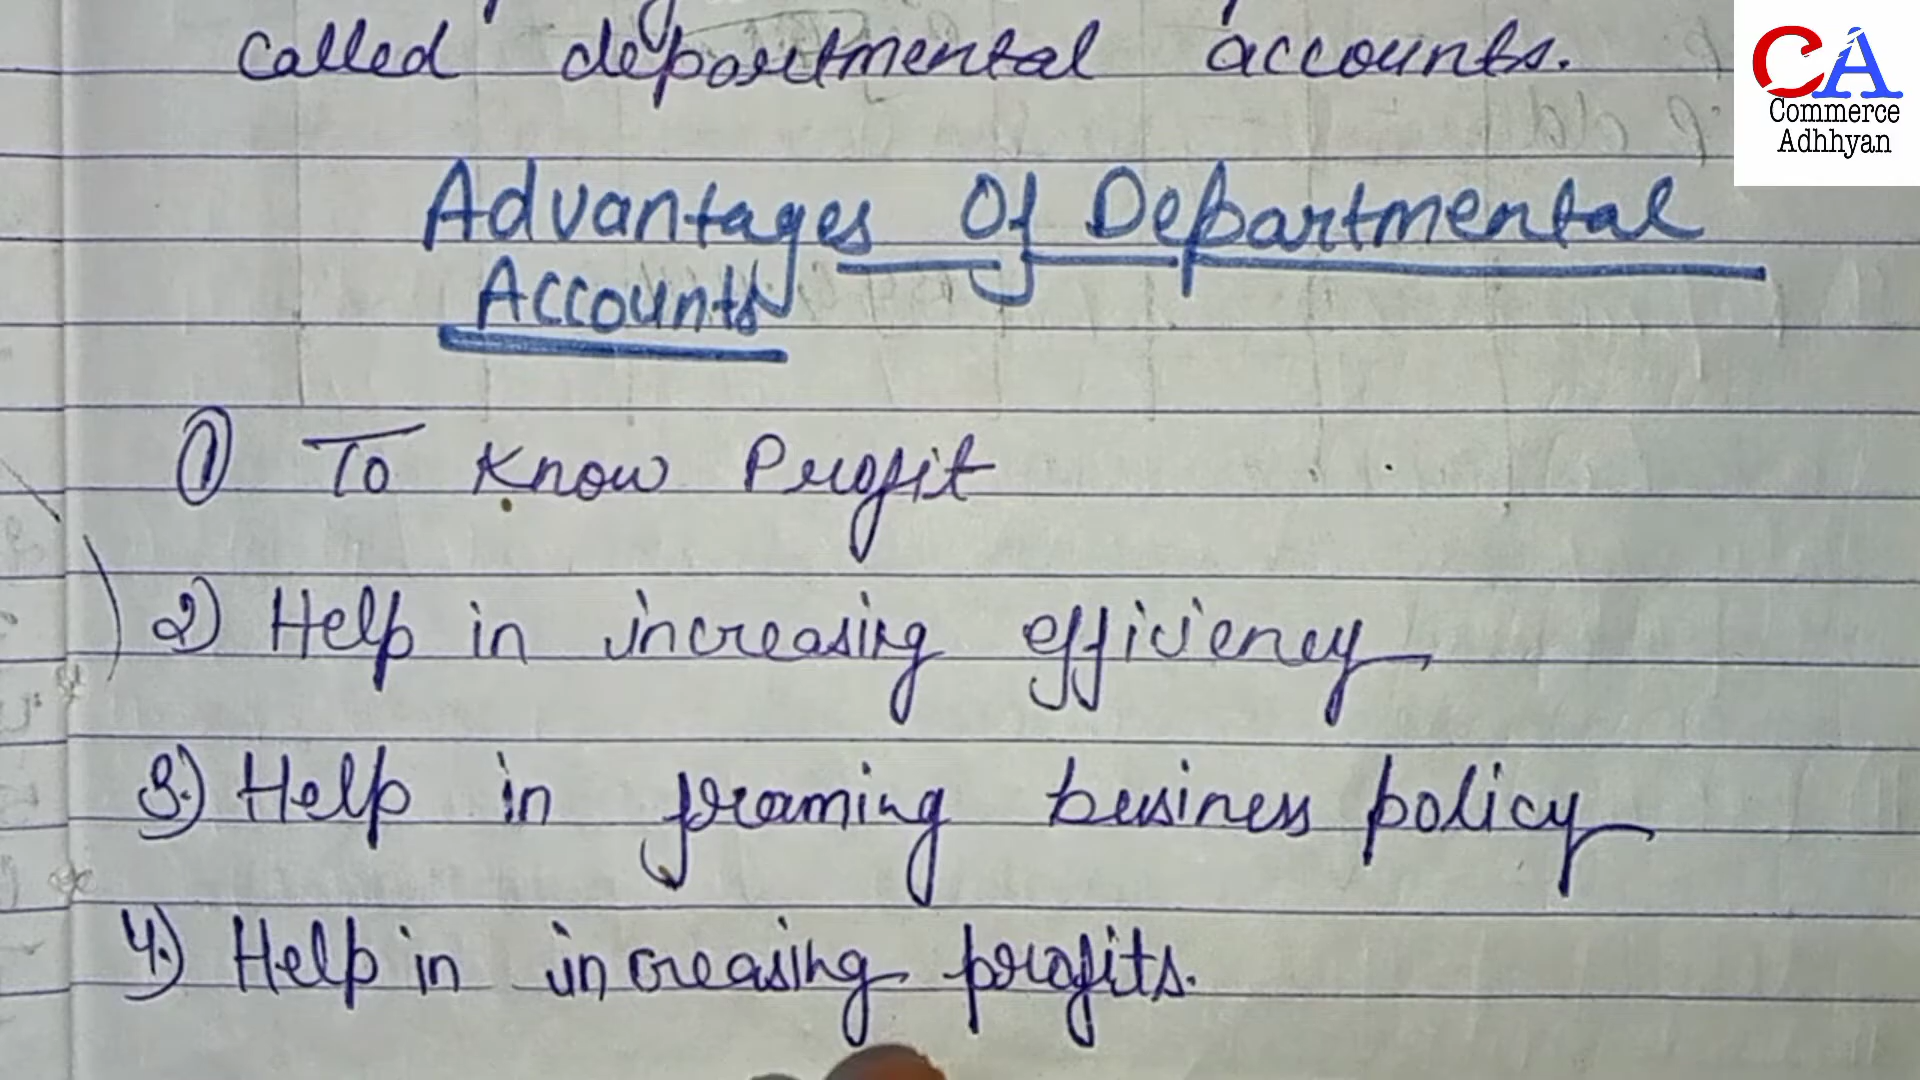 called departmental accounts.
CA
Commerce
Adhhyan
Advantages Of Departmental
Accounts
① To Know Profit
2) Help in increasing efficiency
3.) Help in framing business policy
4.) Help in increasing profits.